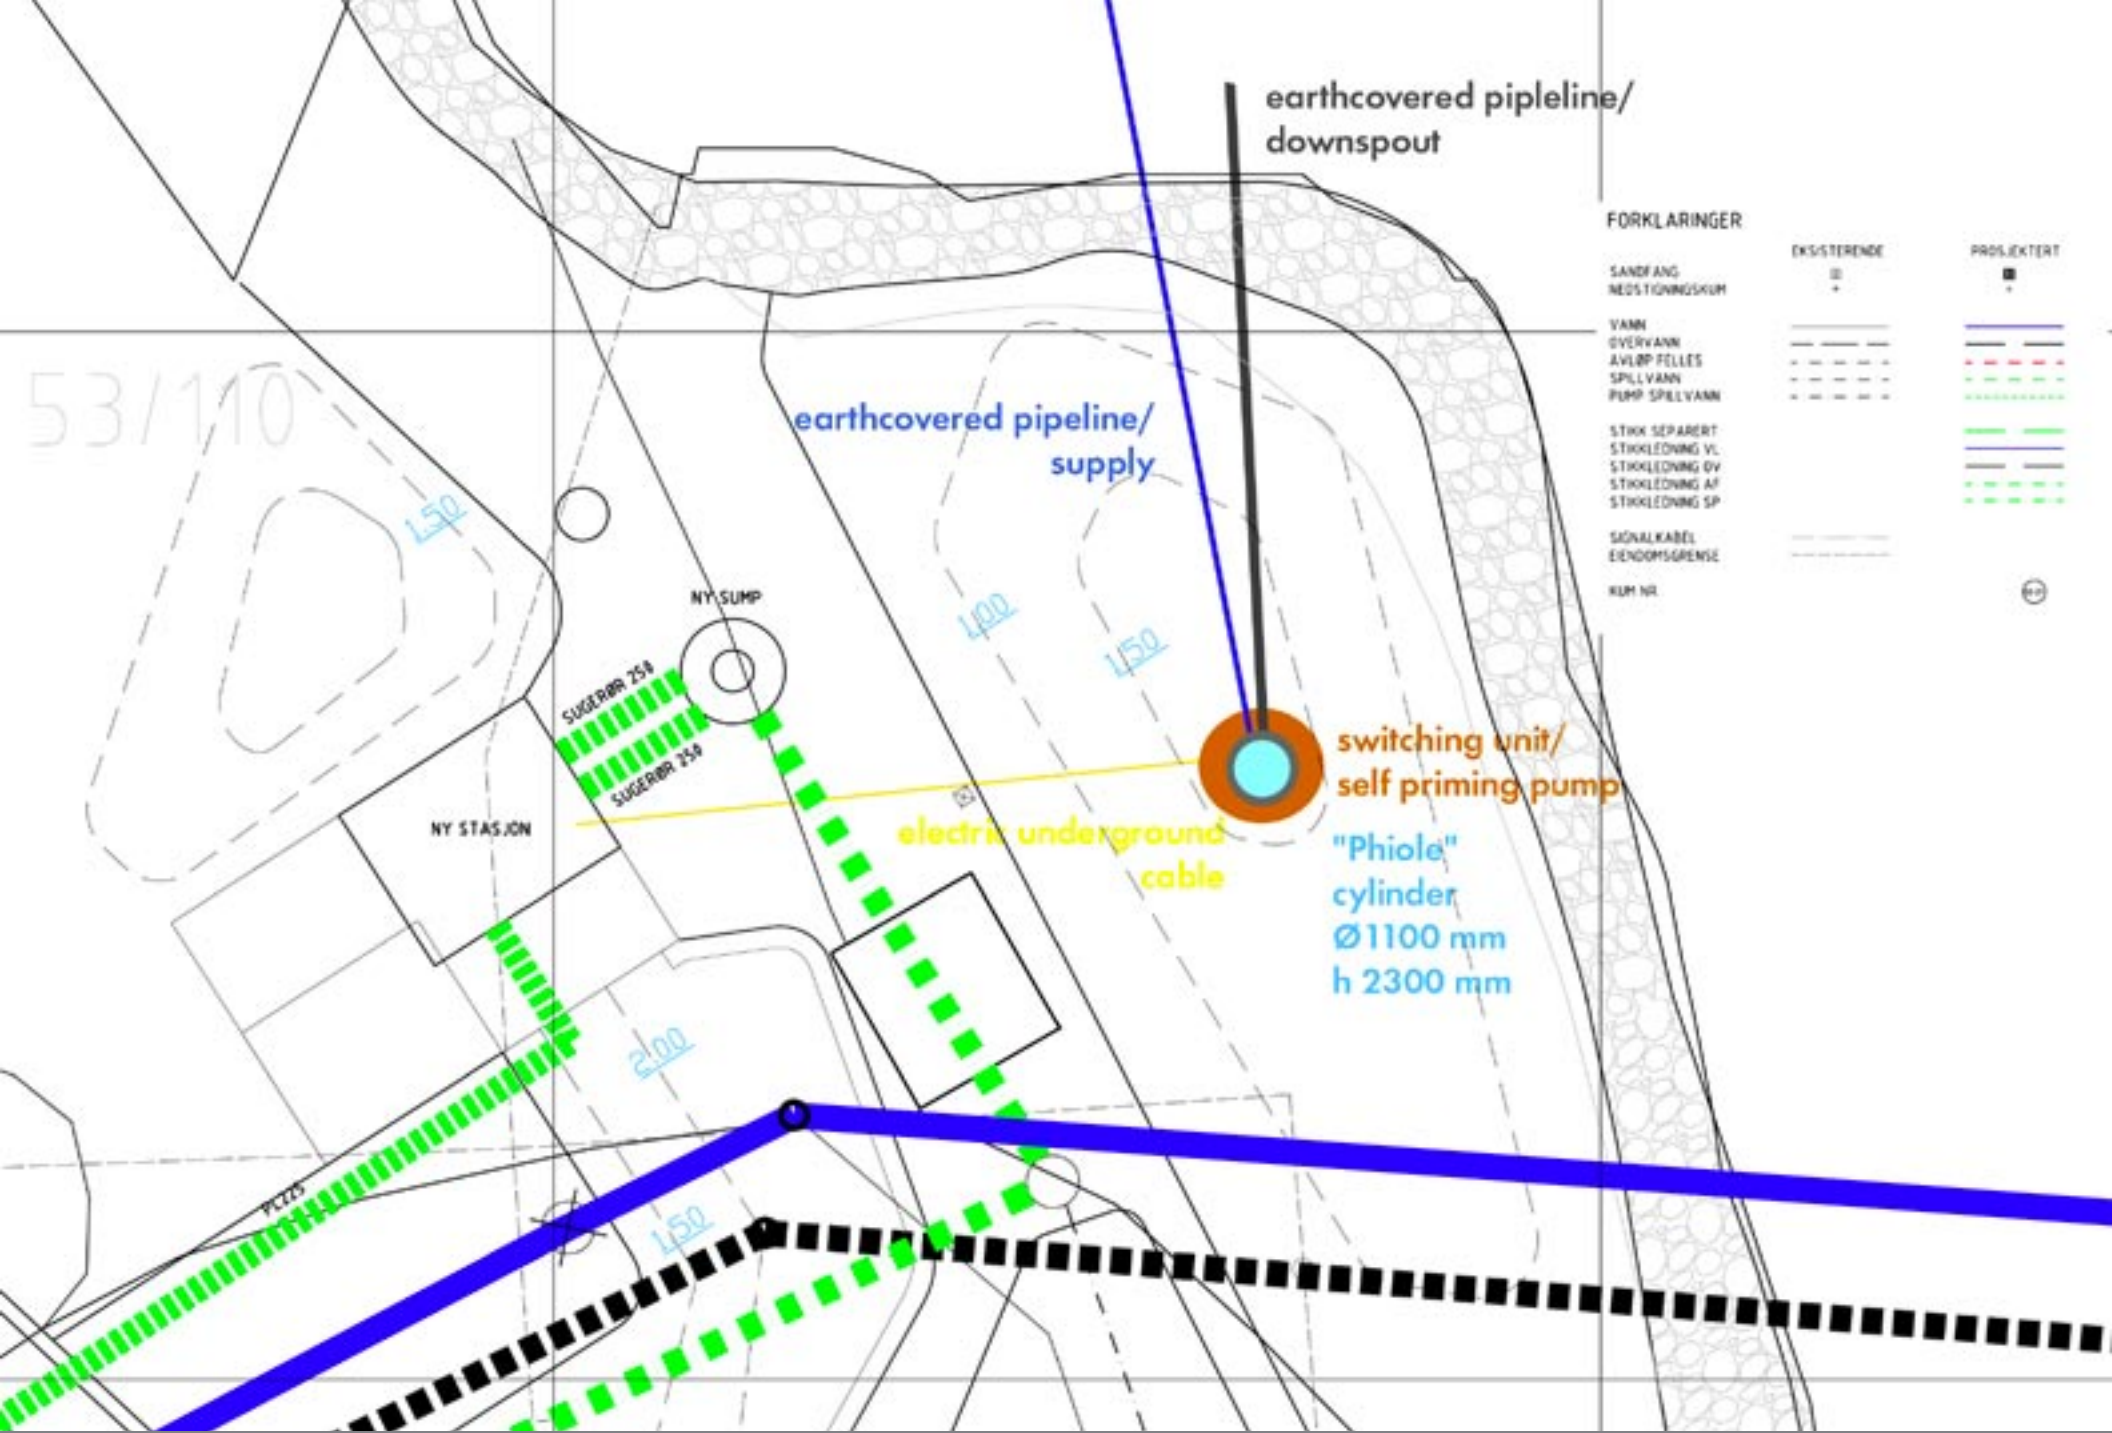 earthcovered pipleline/
downspout
FORKLARINGER
EKSISTERENDE PROSJEKTERT
SANDFANG
NEDSTIGNINGSKUM
VANN
OVERVANN
AVLØP FELLES
SPILLVANN
PUMP SPILLVANN
STIKK SEPARERT
STIKKLEDNING VL
STIKKLEDNING OV
STIKKLEDNING AF
STIKKLEDNING SP
SIGNALKABEL
EIENDOMSGRENSE
KUM NR
53/110
earthcovered pipeline/
supply
1.50
NY SUMP
1.00
1.50
SUGERØR 250
SUGERØR 250
NY STASJON
switching unit/
self priming pump
electric underground
cable
"Phiole"
cylinder
Ø1100 mm
h 2300 mm
2.00
PL225
1.50